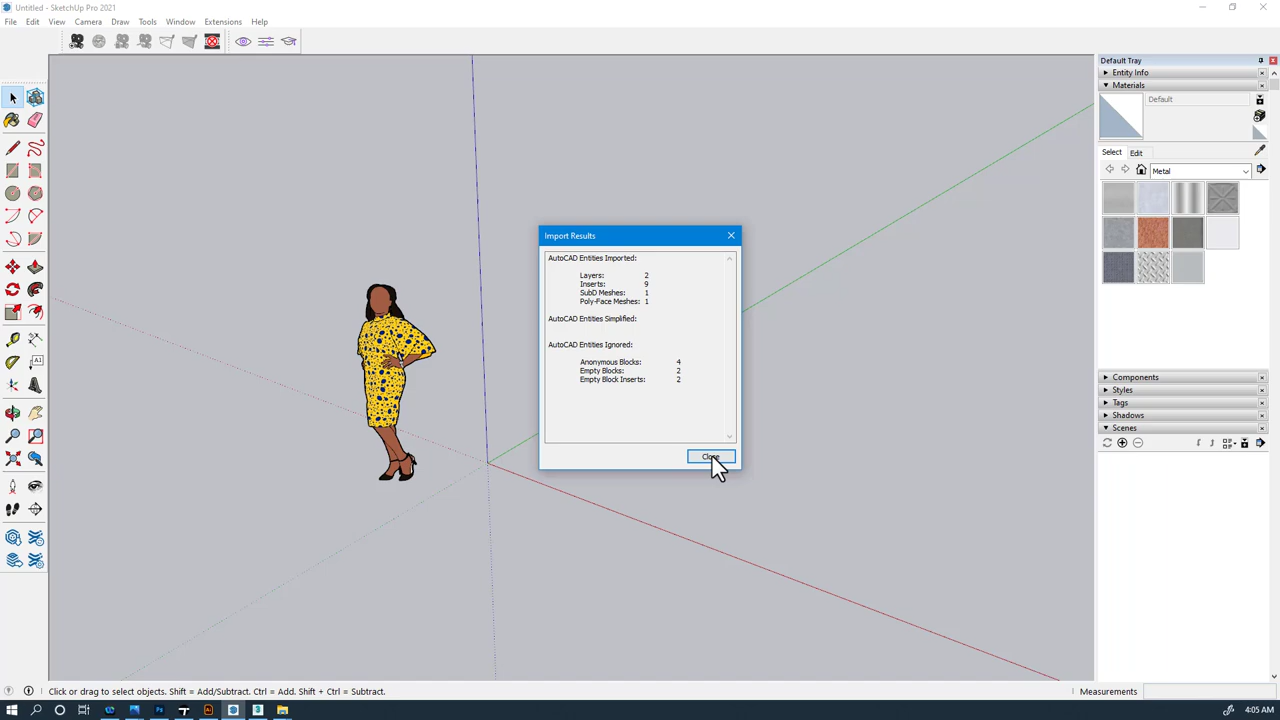 Untitled - SketchUp Pro 2021
File Edit View Camera Draw Tools Window Extensions Help
Default Tray
Entity Info
Materials
Default
Select Edit
Metal
Import Results
AutoCAD Entities Imported:
Layers: 2
Inserts: 9
SubD Meshes: 1
Poly-Face Meshes: 1
AutoCAD Entities Simplified:
AutoCAD Entities Ignored:
Anonymous Blocks: 4
Empty Blocks: 2
Empty Block Inserts: 2
Close
Components
Styles
Tags
Shadows
Scenes
Click or drag to select objects. Shift = Add/Subtract. Ctrl = Add. Shift + Ctrl = Subtract.
Measurements
4:05 AM